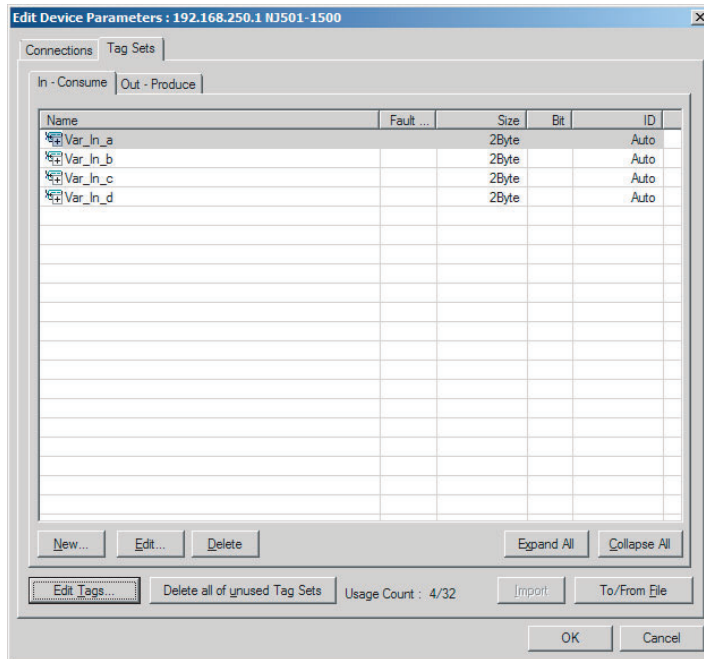 Edit Device Parameters : 192.168.250.1 NJ501-1500
Connections Tag Sets
In - Consume Out - Produce
Name Fault ... Size Bit ID
Var_In_a 2Byte Auto
Var_In_b 2Byte Auto
Var_In_c 2Byte Auto
Var_In_d 2Byte Auto
New... Edit... Delete Expand All Collapse All
Edit Tags... Delete all of unused Tag Sets Usage Count : 4/32 Import To/From File
OK Cancel